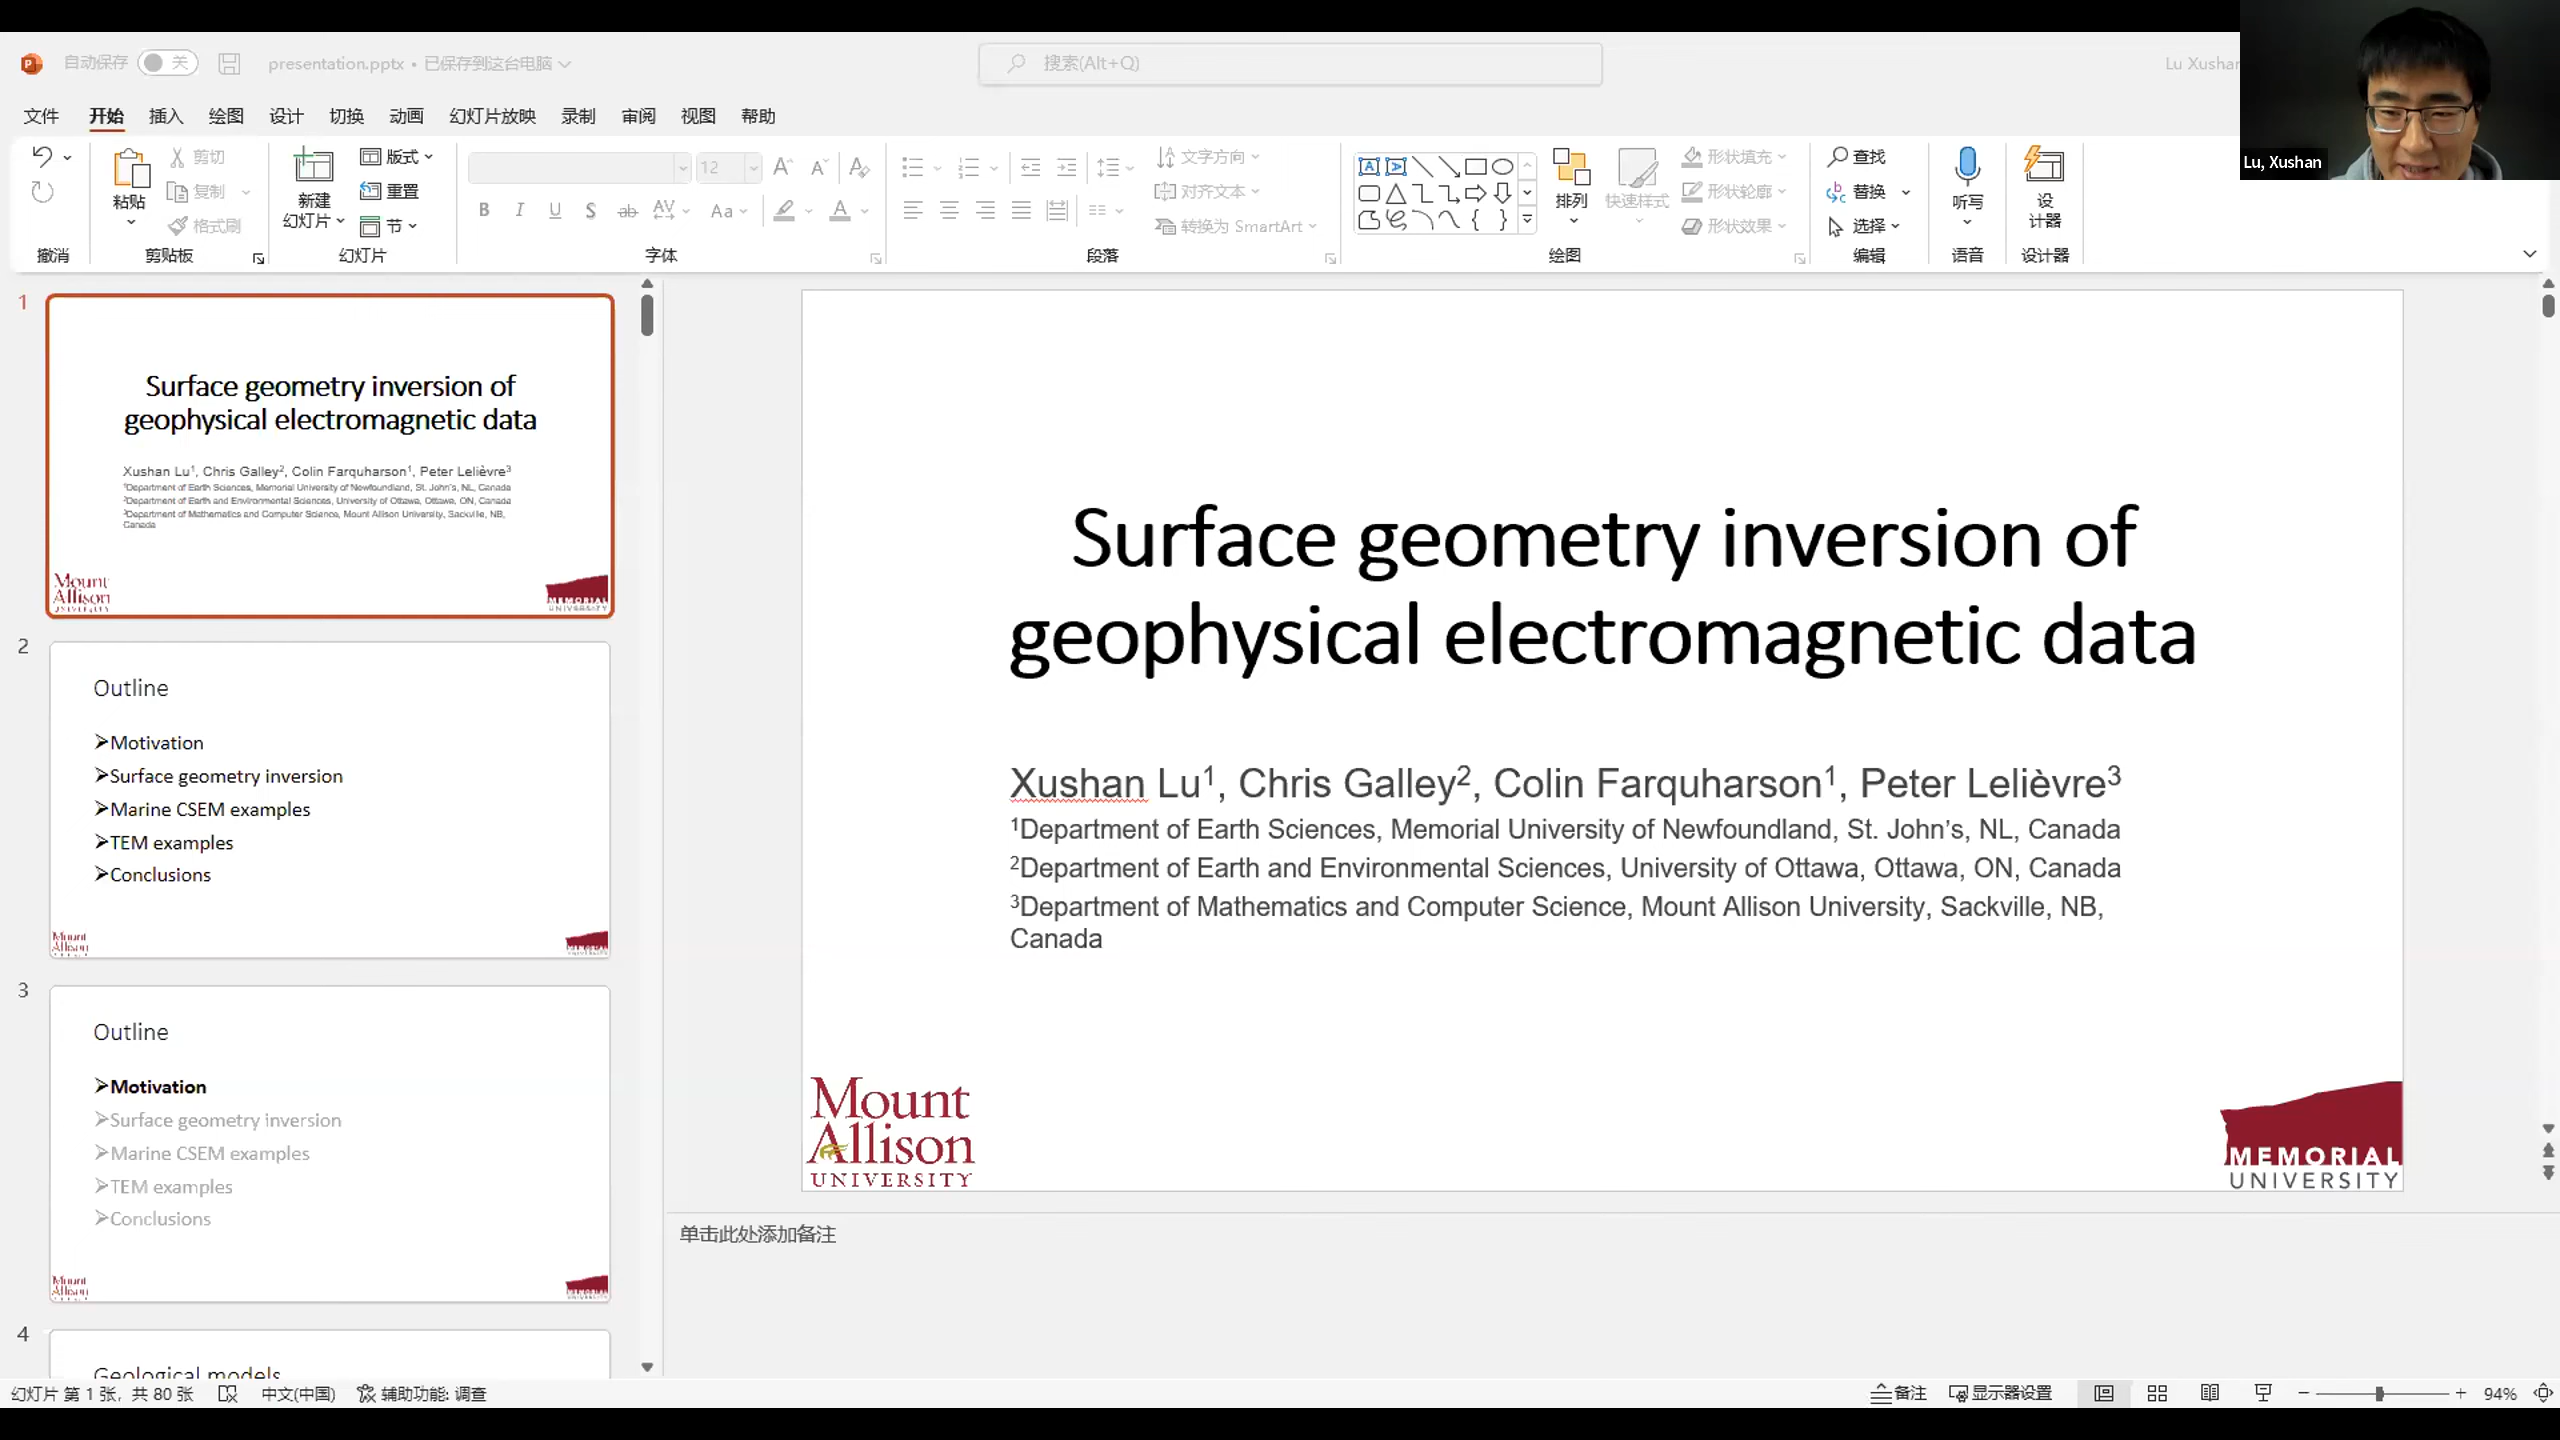 自动保存 关 presentation.pptx • 已保存到这台电脑
搜索(Alt+Q)
Lu Xushan
Lu, Xushan
文件 开始 插入 绘图 设计 切换 动画 幻灯片放映 录制 审阅 视图 帮助
撤消
粘贴
剪切
复制
格式刷
剪贴板
新建
幻灯片
版式
重置
节
幻灯片
12
字体
文字方向
对齐文本
转换为 SmartArt
段落
排列
快速样式
形状填充
形状轮廓
形状效果
绘图
查找
替换
选择
编辑
听写
语音
设
计器
设计器
1
Surface geometry inversion of
geophysical electromagnetic data
Xushan Lu1, Chris Galley2, Colin Farquharson1, Peter Lelièvre3
1Department of Earth Sciences, Memorial University of Newfoundland, St. John's, NL, Canada
2Department of Earth and Environmental Sciences, University of Ottawa, Ottawa, ON, Canada
3Department of Mathematics and Computer Science, Mount Allison University, Sackville, NB,
Canada
Mount
Allison
UNIVERSITY
MEMORIAL
UNIVERSITY
2
Outline
➢Motivation
➢Surface geometry inversion
➢Marine CSEM examples
➢TEM examples
➢Conclusions
Mount
Allison
3
Outline
➢Motivation
➢Surface geometry inversion
➢Marine CSEM examples
➢TEM examples
➢Conclusions
Mount
Allison
4
Geological models
Surface geometry inversion of
geophysical electromagnetic data
Xushan Lu¹, Chris Galley², Colin Farquharson¹, Peter Lelièvre³
¹Department of Earth Sciences, Memorial University of Newfoundland, St. John's, NL, Canada
²Department of Earth and Environmental Sciences, University of Ottawa, Ottawa, ON, Canada
³Department of Mathematics and Computer Science, Mount Allison University, Sackville, NB,
Canada
Mount
Allison
UNIVERSITY
MEMORIAL
UNIVERSITY
单击此处添加备注
幻灯片 第 1 张，共 80 张 中文(中国) 辅助功能: 调查
备注 显示器设置 94%